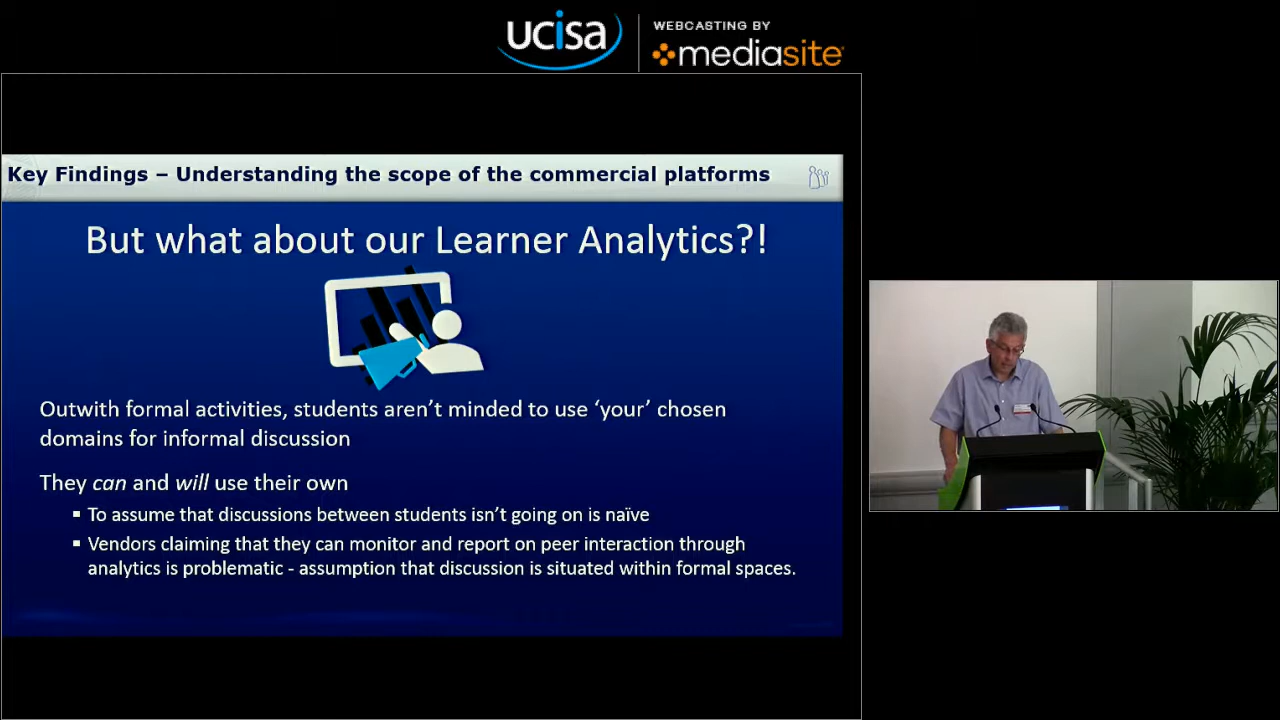 ucisa
WEBCASTING BY
mediasite
Key Findings – Understanding the scope of the commercial platforms
But what about our Learner Analytics?!
Outwith formal activities, students aren't minded to use ‘your’ chosen
domains for informal discussion
They can and will use their own
▪ To assume that discussions between students isn't going on is naïve
▪ Vendors claiming that they can monitor and report on peer interaction through
analytics is problematic - assumption that discussion is situated within formal spaces.